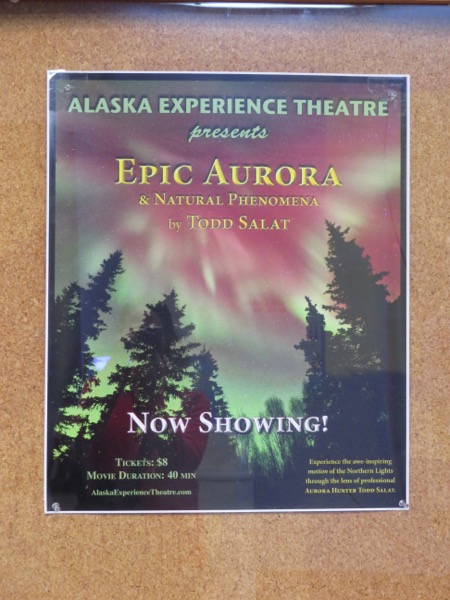 ALASKA EXPERIENCE THEATRE
presents
EPIC AURORA
& NATURAL PHENOMENA
by TODD SALAT
NOW SHOWING!
TICKETS: $8
MOVIE DURATION: 40 MIN
AlaskaExperienceTheatre.com
Experience the awe-inspiring
motion of the Northern Lights
through the lens of professional
AURORA HUNTER TODD SALAT.